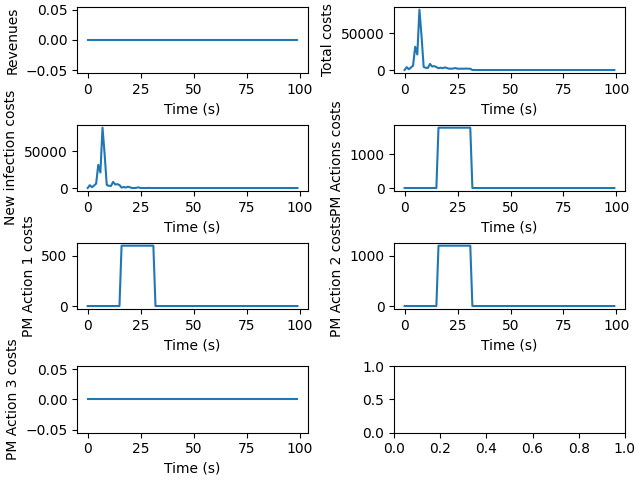 Revenues
0.05
0.00
−0.05
0 25 50 75 100
Time (s)
Total costs
50000
0
0 25 50 75 100
Time (s)
New infection costs
50000
0
0 25 50 75 100
Time (s)
PM Actions costs
1000
0
0 25 50 75 100
Time (s)
PM Action 1 costs
500
0
0 25 50 75 100
Time (s)
PM Action 2 costs
1000
0
0 25 50 75 100
Time (s)
PM Action 3 costs
0.05
0.00
−0.05
0 25 50 75 100
Time (s)
1.0
0.5
0.0
0.0 0.2 0.4 0.6 0.8 1.0